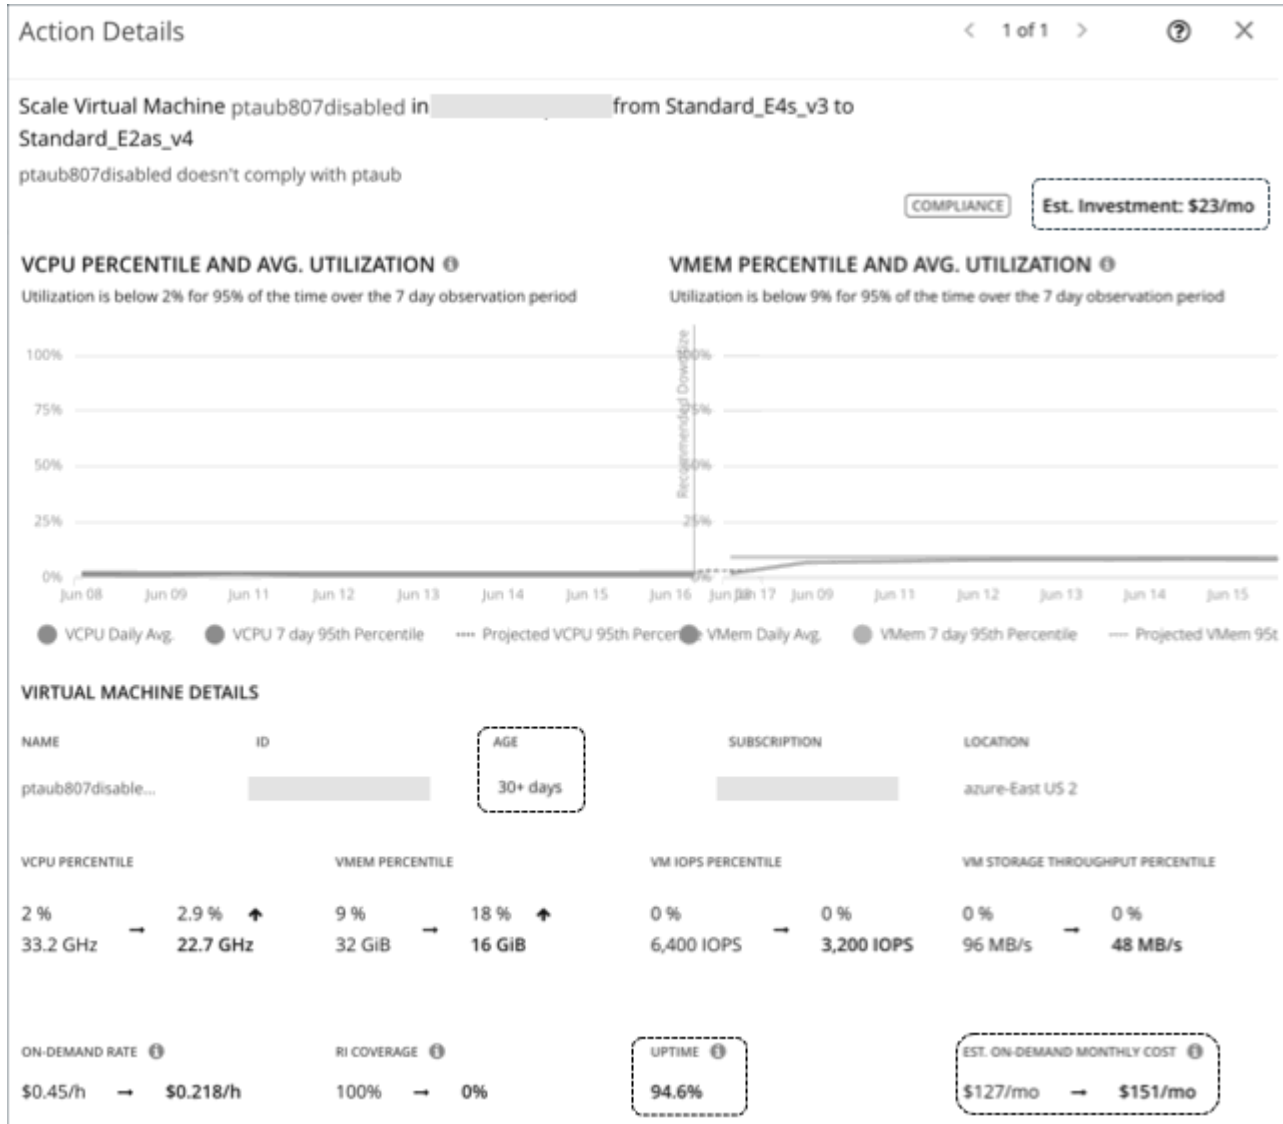 Action Details
< 1 of 1 >
Scale Virtual Machine ptaub807disabled in from Standard_E4s_v3 to
Standard_E2as_v4
ptaub807disabled doesn't comply with ptaub
COMPLIANCE
Est. Investment: $23/mo
VCPU PERCENTILE AND AVG. UTILIZATION
Utilization is below 2% for 95% of the time over the 7 day observation period
100%
75%
50%
25%
0%
Jun 08 Jun 09 Jun 11 Jun 12 Jun 13 Jun 14 Jun 15 Jun 16 Jun 17
Recommended Downsize
VCPU Daily Avg. VCPU 7 day 95th Percentile Projected VCPU 95th Percen
VMEM PERCENTILE AND AVG. UTILIZATION
Utilization is below 9% for 95% of the time over the 7 day observation period
100%
75%
50%
25%
0%
Jun 08 Jun 09 Jun 11 Jun 12 Jun 13 Jun 14 Jun 15
VMem Daily Avg. VMem 7 day 95th Percentile Projected VMem 95t
VIRTUAL MACHINE DETAILS
NAME ID AGE SUBSCRIPTION LOCATION
ptaub807disable... 30+ days azure-East US 2
VCPU PERCENTILE VMEM PERCENTILE VM IOPS PERCENTILE VM STORAGE THROUGHPUT PERCENTILE
2 % → 2.9 % ↑ 9 % → 18 % ↑ 0 % → 0 % 0 % → 0 %
33.2 GHz 22.7 GHz 32 GiB 16 GiB 6,400 IOPS 3,200 IOPS 96 MB/s 48 MB/s
ON-DEMAND RATE RI COVERAGE UPTIME EST. ON-DEMAND MONTHLY COST
$0.45/h → $0.218/h 100% → 0% 94.6% $127/mo → $151/mo